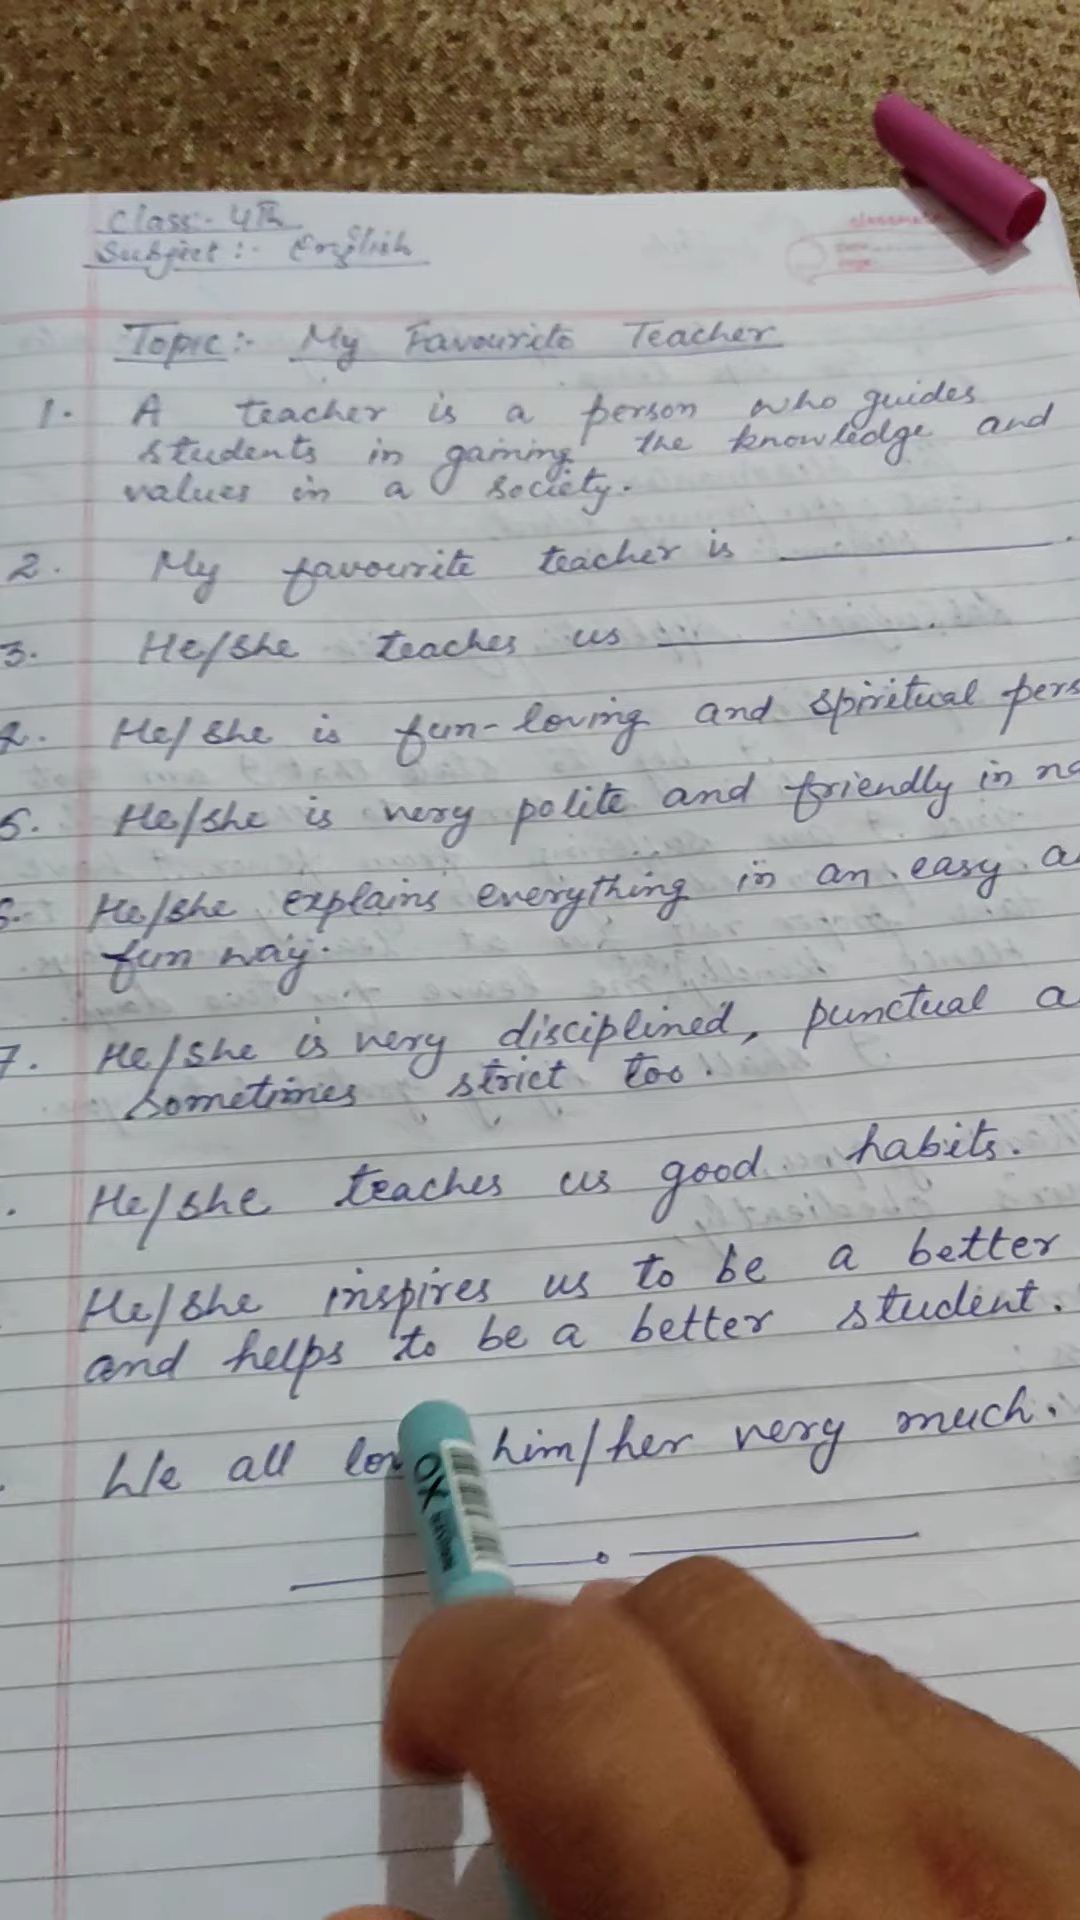 Class:- 4th
Subject:- English
Topic:- My Favourite Teacher
1. A teacher is a person who guides
students in gaining the knowledge and
values in a society.
2. My favourite teacher is ___________.
3. He/she teaches us ___________.
4. He/she is fun-loving and spiritual pers
5. He/she is very polite and friendly in na
6. He/she explains everything in an easy a
fun way.
7. He/she is very disciplined, punctual a
sometimes strict too.
. He/she teaches us good habits.
He/she inspires us to be a better
and helps to be a better student.
. We all lov him/her very much.
OX